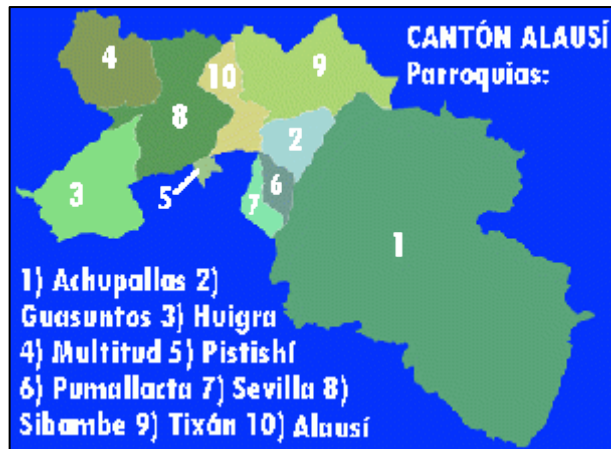 CANTÓN ALAUSÍ
Parroquias:
4
10
9
8
2
3
5
6
7
1
1) Achupallas 2)
Guasuntos 3) Huigra
4) Multitud 5) Pistishí
6) Pumallacta 7) Sevilla 8)
Sibambe 9) Tixán 10) Alausí